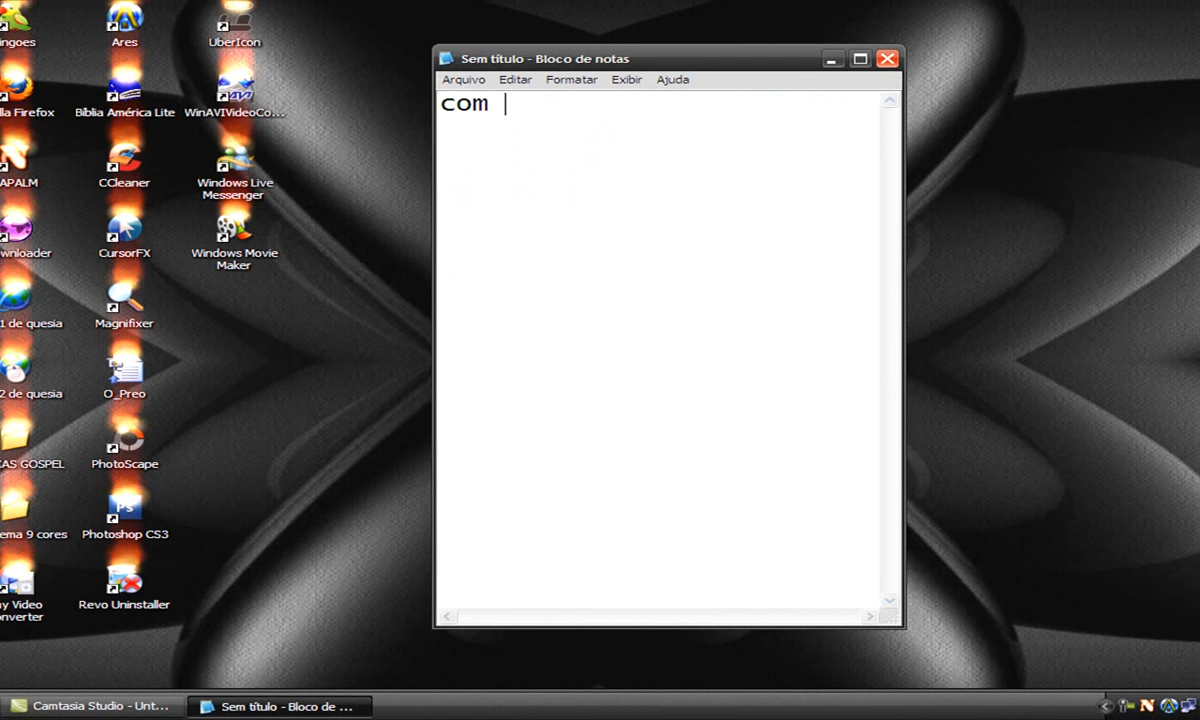 ingoes
Ares
UberIcon
lla Firefox
Bíblia América Lite
WinAVIVideoCo...
APALM
CCleaner
Windows Live
Messenger
wnloader
CursorFX
Windows Movie
Maker
1 de quesia
Magnifixer
2 de quesia
O_Preo
CAS GOSPEL
PhotoScape
ema 9 cores
Photoshop CS3
ny Video
onverter
Revo Uninstaller
Sem título - Bloco de notas
Arquivo Editar Formatar Exibir Ajuda
com
Camtasia Studio - Unt...
Sem título - Bloco de ...